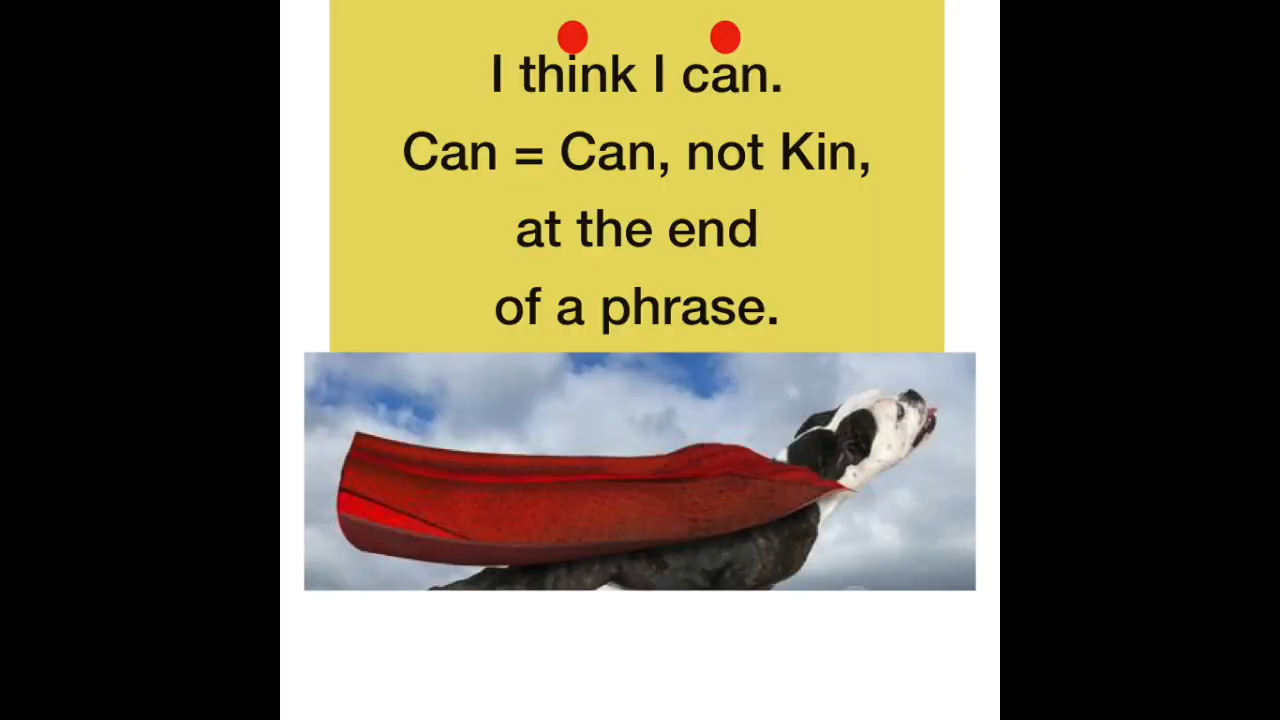 I think I can.
Can = Can, not Kin,
at the end
of a phrase.